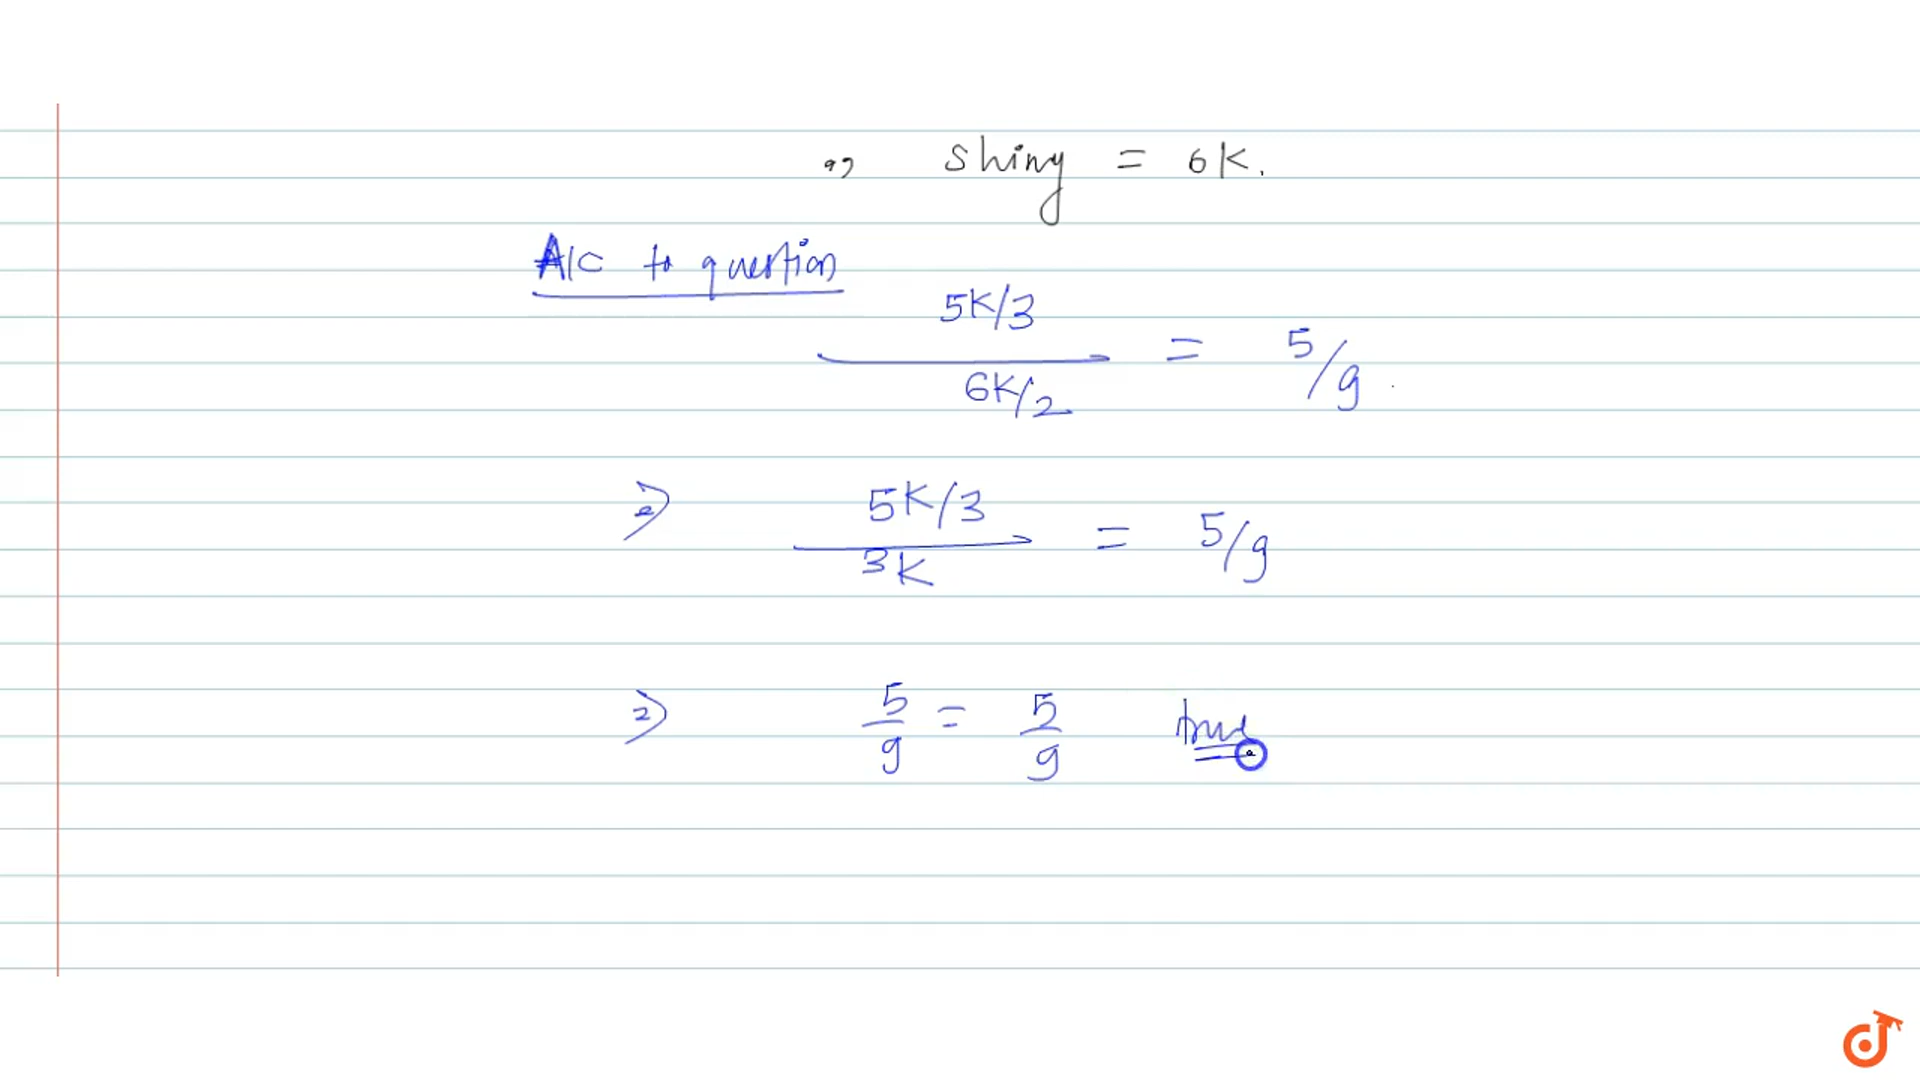 ,, Shiny = 6K.
A/C to question
5K/3
/ 6K/2 = 5/9.
⇒ 5K/3 / 3K = 5/9
⇒ 5/9 = 5/9 true